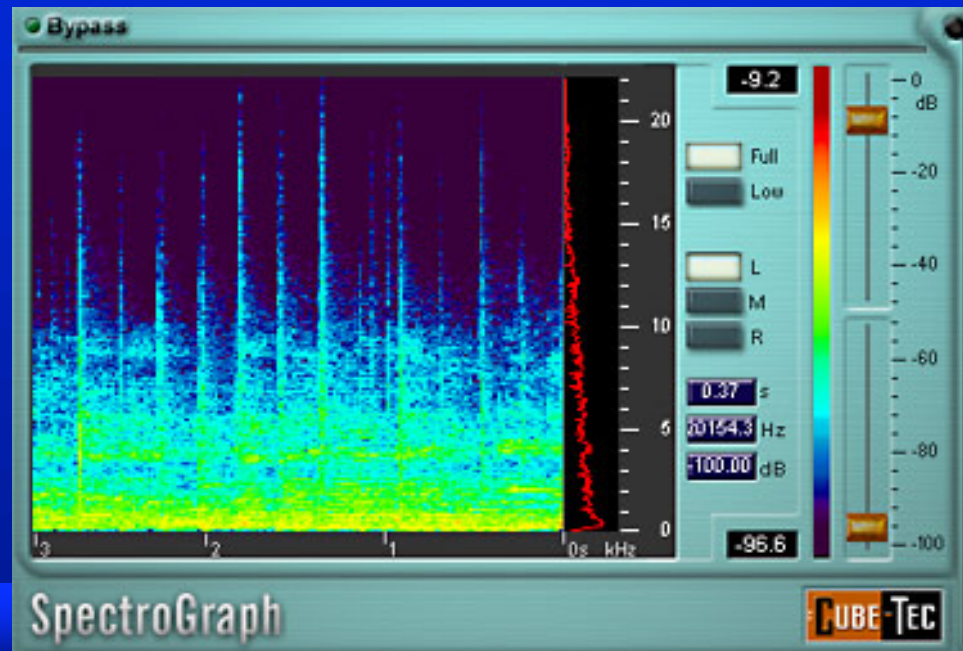 Bypass
-9.2
0
dB
20
Full
-20
Low
15
L
-40
M
10
R
-60
0.37 s
5
20154.3 Hz
-80
-100.00 dB
0
-96.6
-100
3 2 1 0s kHz
SpectroGraph
CUBE-TEC